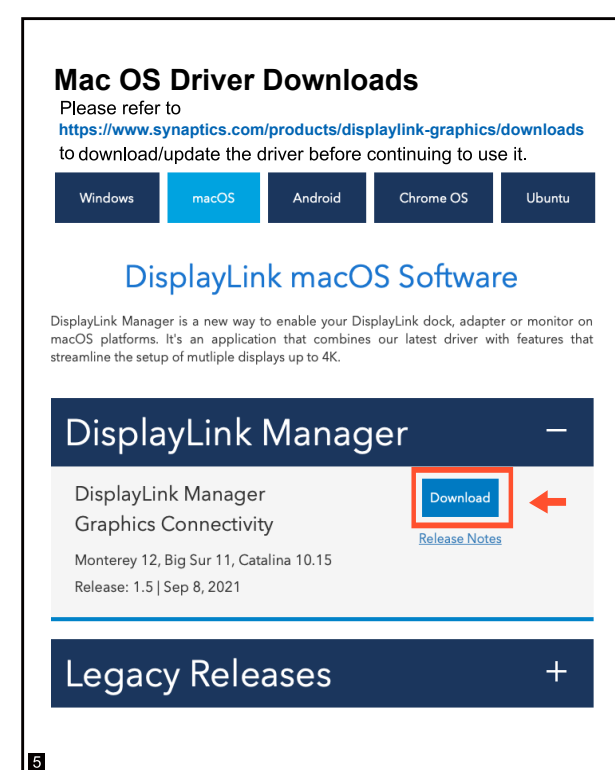 Mac OS Driver Downloads
Please refer to
https://www.synaptics.com/products/displaylink-graphics/downloads
to download/update the driver before continuing to use it.
Windows
macOS
Android
Chrome OS
Ubuntu
DisplayLink macOS Software
DisplayLink Manager is a new way to enable your DisplayLink dock, adapter or monitor on
macOS platforms. It's an application that combines our latest driver with features that
streamline the setup of mutliple displays up to 4K.
DisplayLink Manager –
DisplayLink Manager
Graphics Connectivity
Monterey 12, Big Sur 11, Catalina 10.15
Release: 1.5 | Sep 8, 2021
Download
Release Notes
Legacy Releases +
5